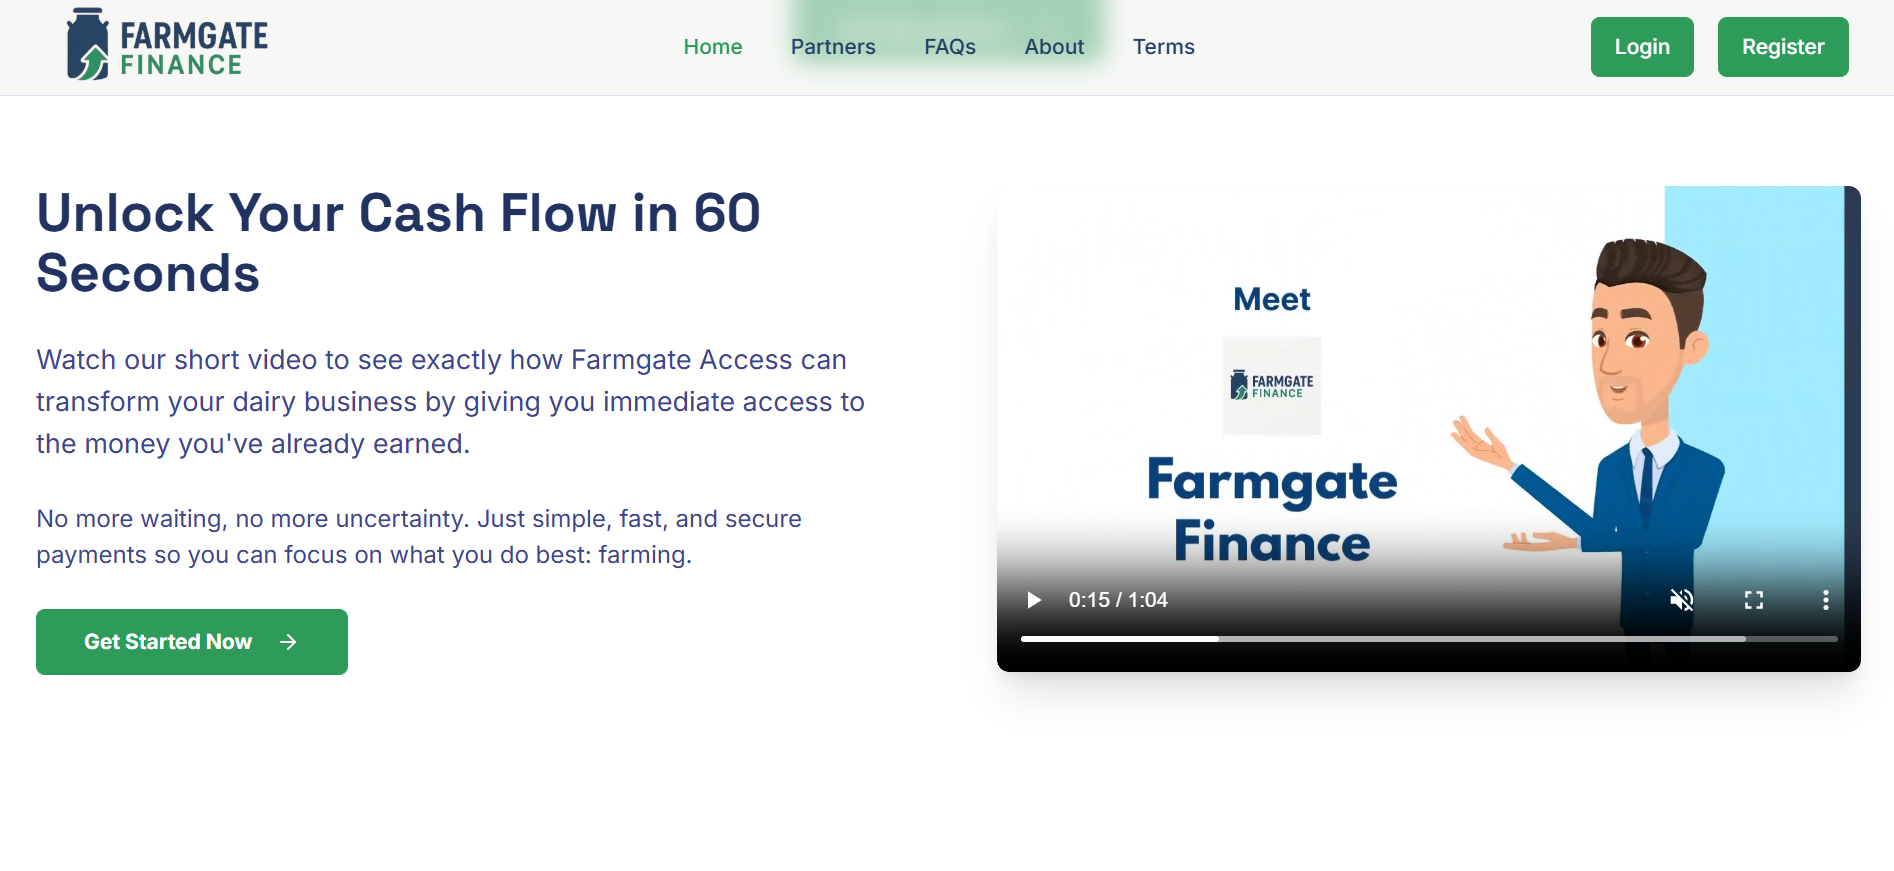 FARMGATE
FINANCE
Home
Partners
FAQs
About
Terms
Login
Register
Unlock Your Cash Flow in 60
Seconds
Watch our short video to see exactly how Farmgate Access can
transform your dairy business by giving you immediate access to
the money you've already earned.
No more waiting, no more uncertainty. Just simple, fast, and secure
payments so you can focus on what you do best: farming.
Get Started Now
Meet
FARMGATE
FINANCE
Farmgate
Finance
0:15 / 1:04